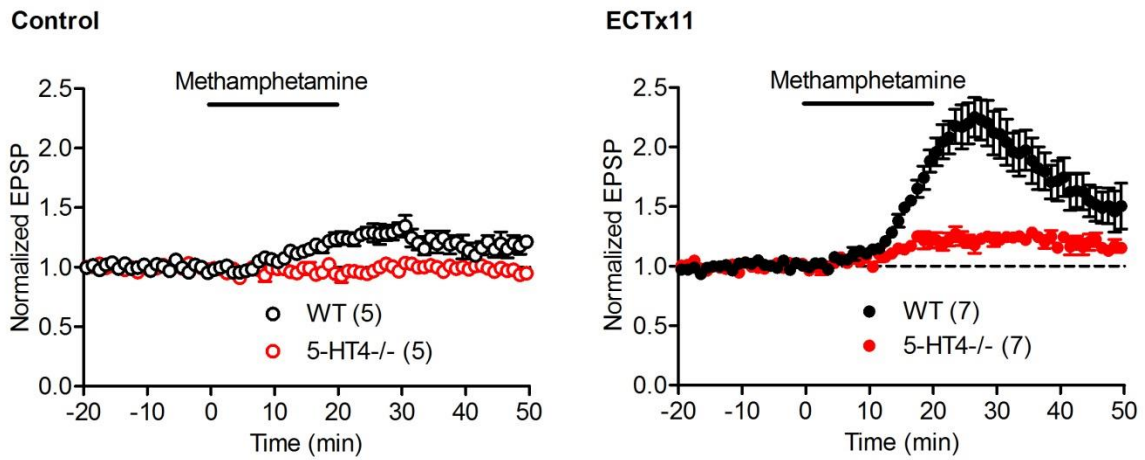 Control
Methamphetamine
2.5
2.0
1.5
1.0
0.5
0.0
Normalized EPSP
WT (5)
5-HT4-/- (5)
-20 -10 0 10 20 30 40 50
Time (min)
ECTx11
Methamphetamine
2.5
2.0
1.5
1.0
0.5
0.0
Normalized EPSP
WT (7)
5-HT4-/- (7)
-20 -10 0 10 20 30 40 50
Time (min)